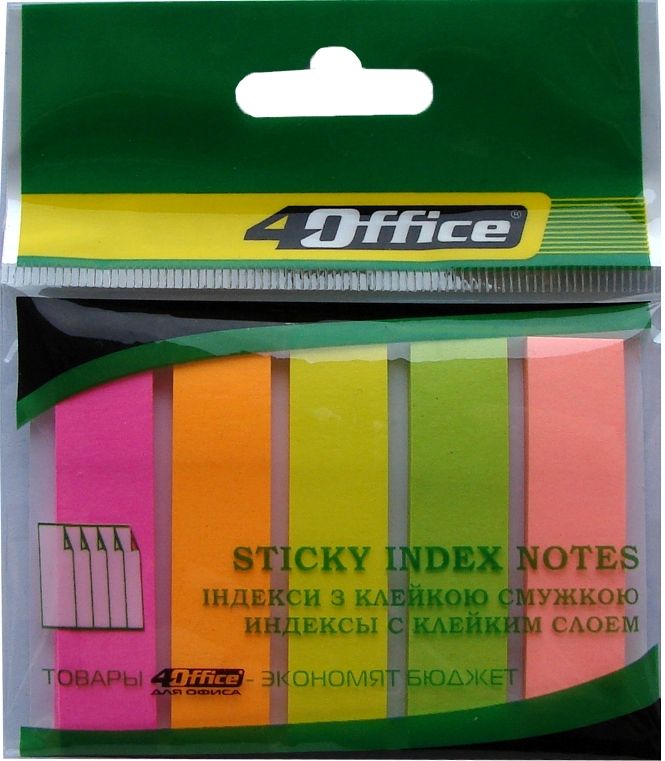 4Office®
STICKY INDEX NOTES
ІНДЕКСИ З КЛЕЙКОЮ СМУЖКОЮ
ИНДЕКСЫ С КЛЕЙКИМ СЛОЕМ
ТОВАРЫ 4Office® - ЭКОНОМЯТ БЮДЖЕТ
ДЛЯ ОФИСА